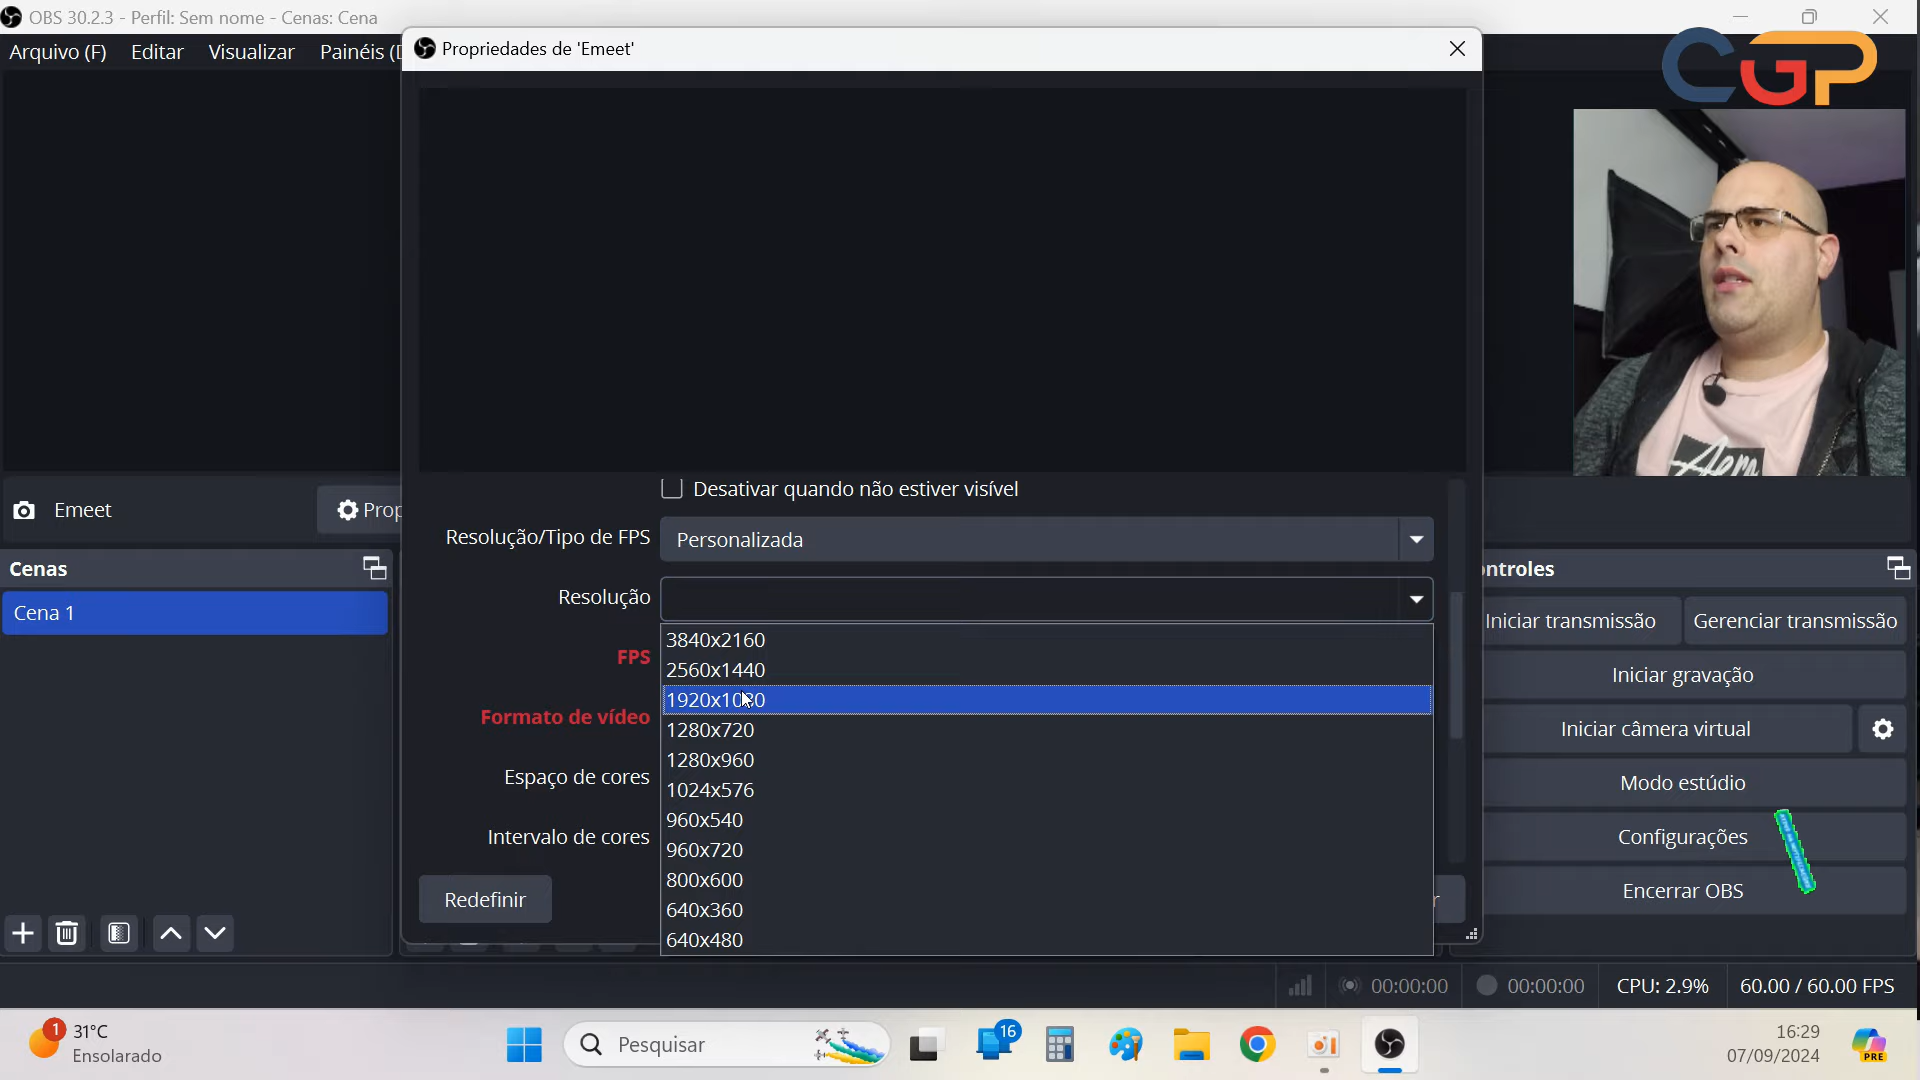 OBS 30.2.3 - Perfil: Sem nome - Cenas: Cena
Arquivo (F) Editar Visualizar Painéis (D
Propriedades de 'Emeet'
CGP
Emeet
Prop
Desativar quando não estiver visível
Resolução/Tipo de FPS Personalizada
Resolução
FPS
Formato de vídeo
Espaço de cores
Intervalo de cores
3840x2160
2560x1440
1920x1080
1280x720
1280x960
1024x576
960x540
960x720
800x600
640x360
640x480
Redefinir
r
Cenas
Cena 1
ontroles
Iniciar transmissão Gerenciar transmissão
Iniciar gravação
Iniciar câmera virtual
Modo estúdio
Configurações
Encerrar OBS
00:00:00 00:00:00 CPU: 2.9% 60.00 / 60.00 FPS
1
31°C
Ensolarado
Pesquisar
16
16:29
07/09/2024
PRE